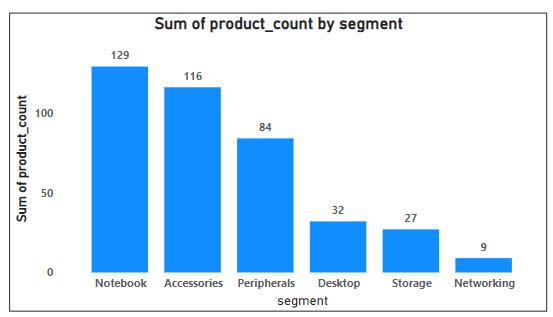 Sum of product_count by segment
129
116
84
32
27
9
Sum of product_count
100
50
0
Notebook Accessories Peripherals Desktop Storage Networking
segment